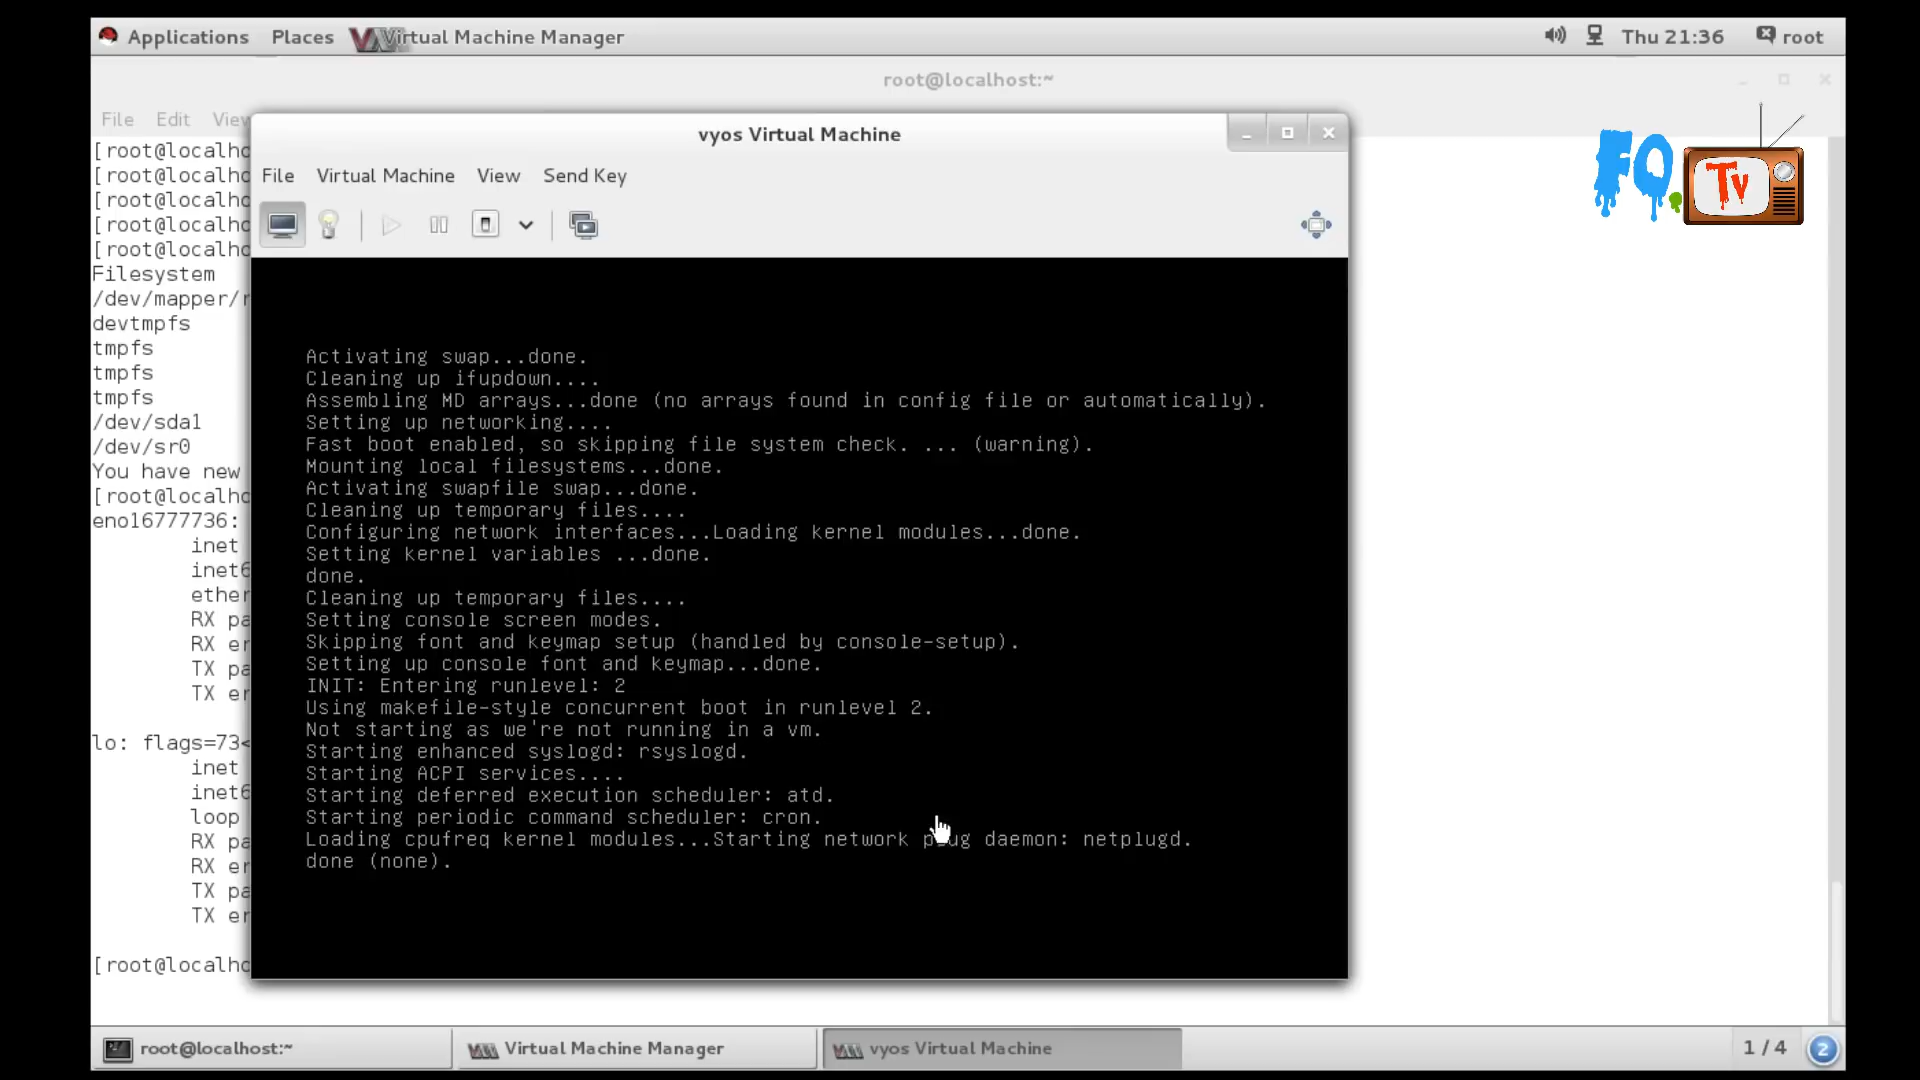 Applications Places Virtual Machine Manager Thu 21:36 root
root@localhost:~
File Edit View
vyos Virtual Machine
File Virtual Machine View Send Key
FQ. Tv
[root@localho
[root@localho
[root@localho
[root@localho
[root@localho
Filesystem
/dev/mapper/r
devtmpfs
tmpfs
tmpfs
tmpfs
/dev/sda1
/dev/sr0
You have new
[root@localho
eno16777736:
inet
inet6
ether
RX pa
RX er
TX pa
TX er
lo: flags=73<
inet
inet6
loop
RX pa
RX er
TX pa
TX er
[root@localho
Activating swap...done.
Cleaning up ifupdown....
Assembling MD arrays...done (no arrays found in config file or automatically).
Setting up networking....
Fast boot enabled, so skipping file system check. ... (warning).
Mounting local filesystems...done.
Activating swapfile swap...done.
Cleaning up temporary files....
Configuring network interfaces...Loading kernel modules...done.
Setting kernel variables ...done.
done.
Cleaning up temporary files....
Setting console screen modes.
Skipping font and keymap setup (handled by console-setup).
Setting up console font and keymap...done.
INIT: Entering runlevel: 2
Using makefile-style concurrent boot in runlevel 2.
Not starting as we're not running in a vm.
Starting enhanced syslogd: rsyslogd.
Starting ACPI services....
Starting deferred execution scheduler: atd.
Starting periodic command scheduler: cron.
Loading cpufreq kernel modules...Starting network plug daemon: netplugd.
done (none).
root@localhost:~ Virtual Machine Manager vyos Virtual Machine 1 / 4 2